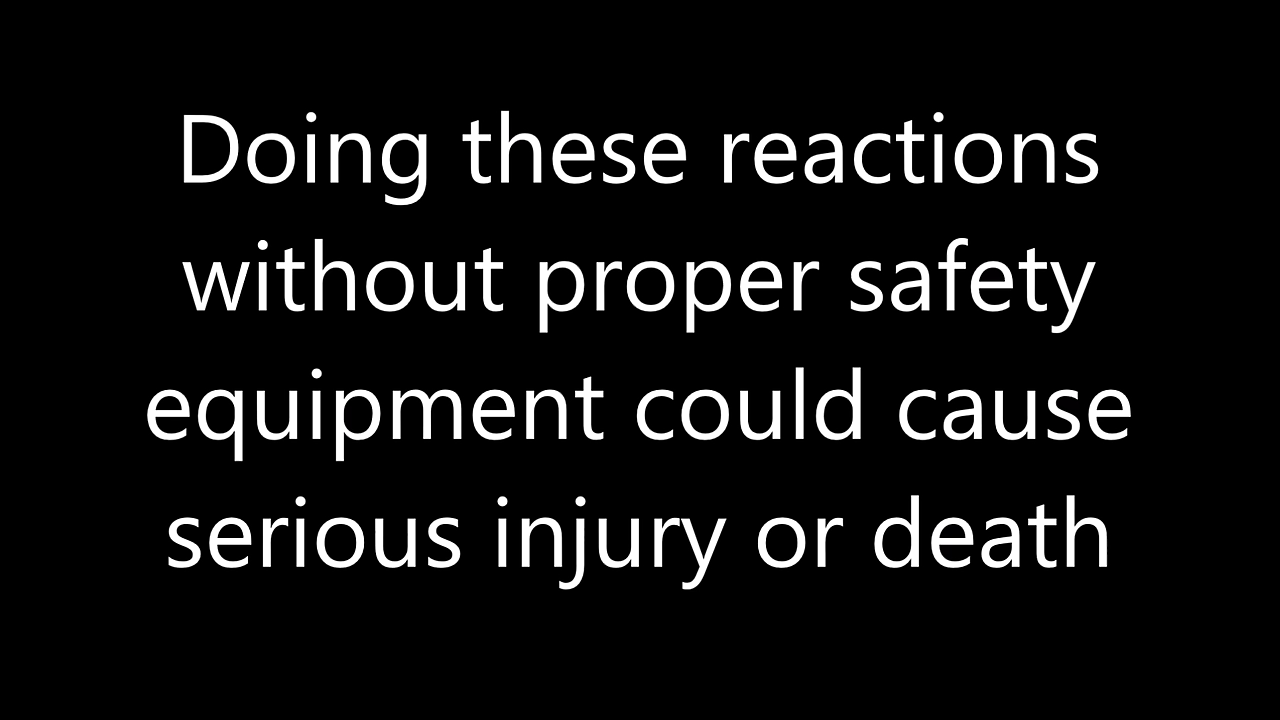 Doing these reactions
without proper safety
equipment could cause
serious injury or death